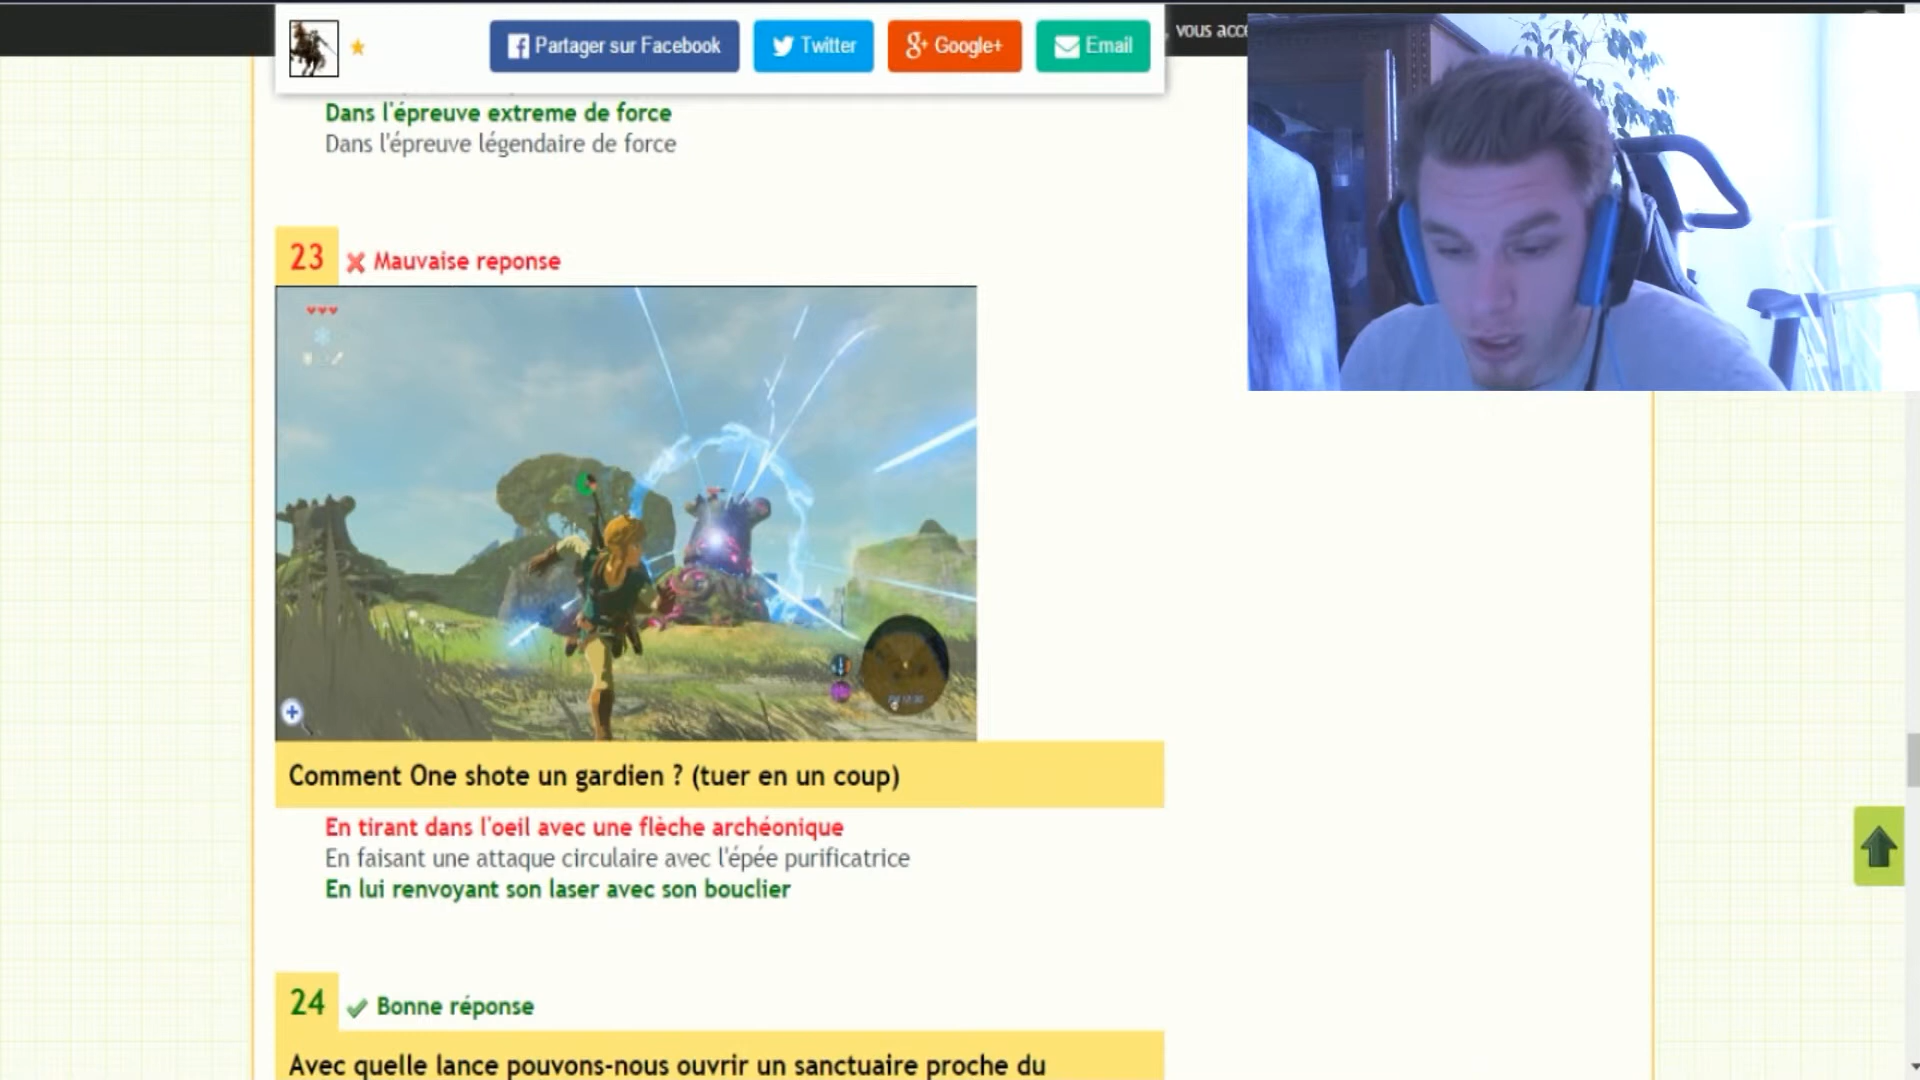 Partager sur Facebook
Twitter
Google+
Email
vous acc
Dans l'épreuve extreme de force
Dans l'épreuve légendaire de force
23
Mauvaise reponse
Comment One shote un gardien ? (tuer en un coup)
En tirant dans l'oeil avec une flèche archéonique
En faisant une attaque circulaire avec l'épée purificatrice
En lui renvoyant son laser avec son bouclier
24
Bonne réponse
Avec quelle lance pouvons-nous ouvrir un sanctuaire proche du